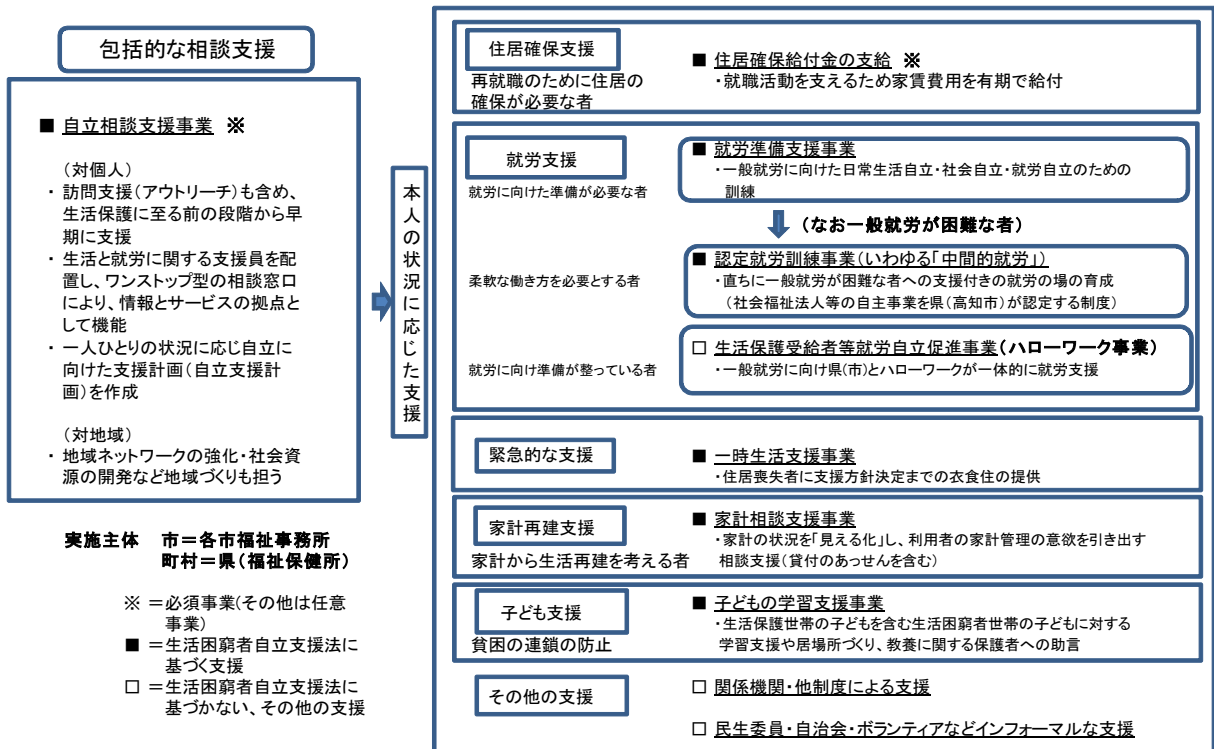 包括的な相談支援
■ 自立相談支援事業 ※
(対個人)
・ 訪問支援(アウトリーチ)も含め、
生活保護に至る前の段階から早
期に支援
・ 生活と就労に関する支援員を配
置し、ワンストップ型の相談窓口
により、情報とサービスの拠点と
して機能
・ 一人ひとりの状況に応じ自立に
向けた支援計画(自立支援計
画)を作成
(対地域)
・ 地域ネットワークの強化・社会資
源の開発など地域づくりも担う
実施主体 市=各市福祉事務所
町村=県(福祉保健所)
※ =必須事業(その他は任意
事業)
■ =生活困窮者自立支援法に
基づく支援
□ =生活困窮者自立支援法に
基づかない、その他の支援
本人の状況に応じた支援
住居確保支援
再就職のために住居の
確保が必要な者
■ 住居確保給付金の支給 ※
・就職活動を支えるため家賃費用を有期で給付
就労支援
就労に向けた準備が必要な者
■ 就労準備支援事業
・一般就労に向けた日常生活自立・社会自立・就労自立のための
訓練
(なお一般就労が困難な者)
柔軟な働き方を必要とする者
■ 認定就労訓練事業(いわゆる「中間的就労」)
・直ちに一般就労が困難な者への支援付きの就労の場の育成
(社会福祉法人等の自主事業を県(高知市)が認定する制度)
就労に向け準備が整っている者
□ 生活保護受給者等就労自立促進事業(ハローワーク事業)
・一般就労に向け県(市)とハローワークが一体的に就労支援
緊急的な支援
■ 一時生活支援事業
・住居喪失者に支援方針決定までの衣食住の提供
家計再建支援
家計から生活再建を考える者
■ 家計相談支援事業
・家計の状況を「見える化」し、利用者の家計管理の意欲を引き出す
相談支援(貸付のあっせんを含む)
子ども支援
貧困の連鎖の防止
■ 子どもの学習支援事業
・生活保護世帯の子どもを含む生活困窮者世帯の子どもに対する
学習支援や居場所づくり、教養に関する保護者への助言
その他の支援
□ 関係機関・他制度による支援
□ 民生委員・自治会・ボランティアなどインフォーマルな支援